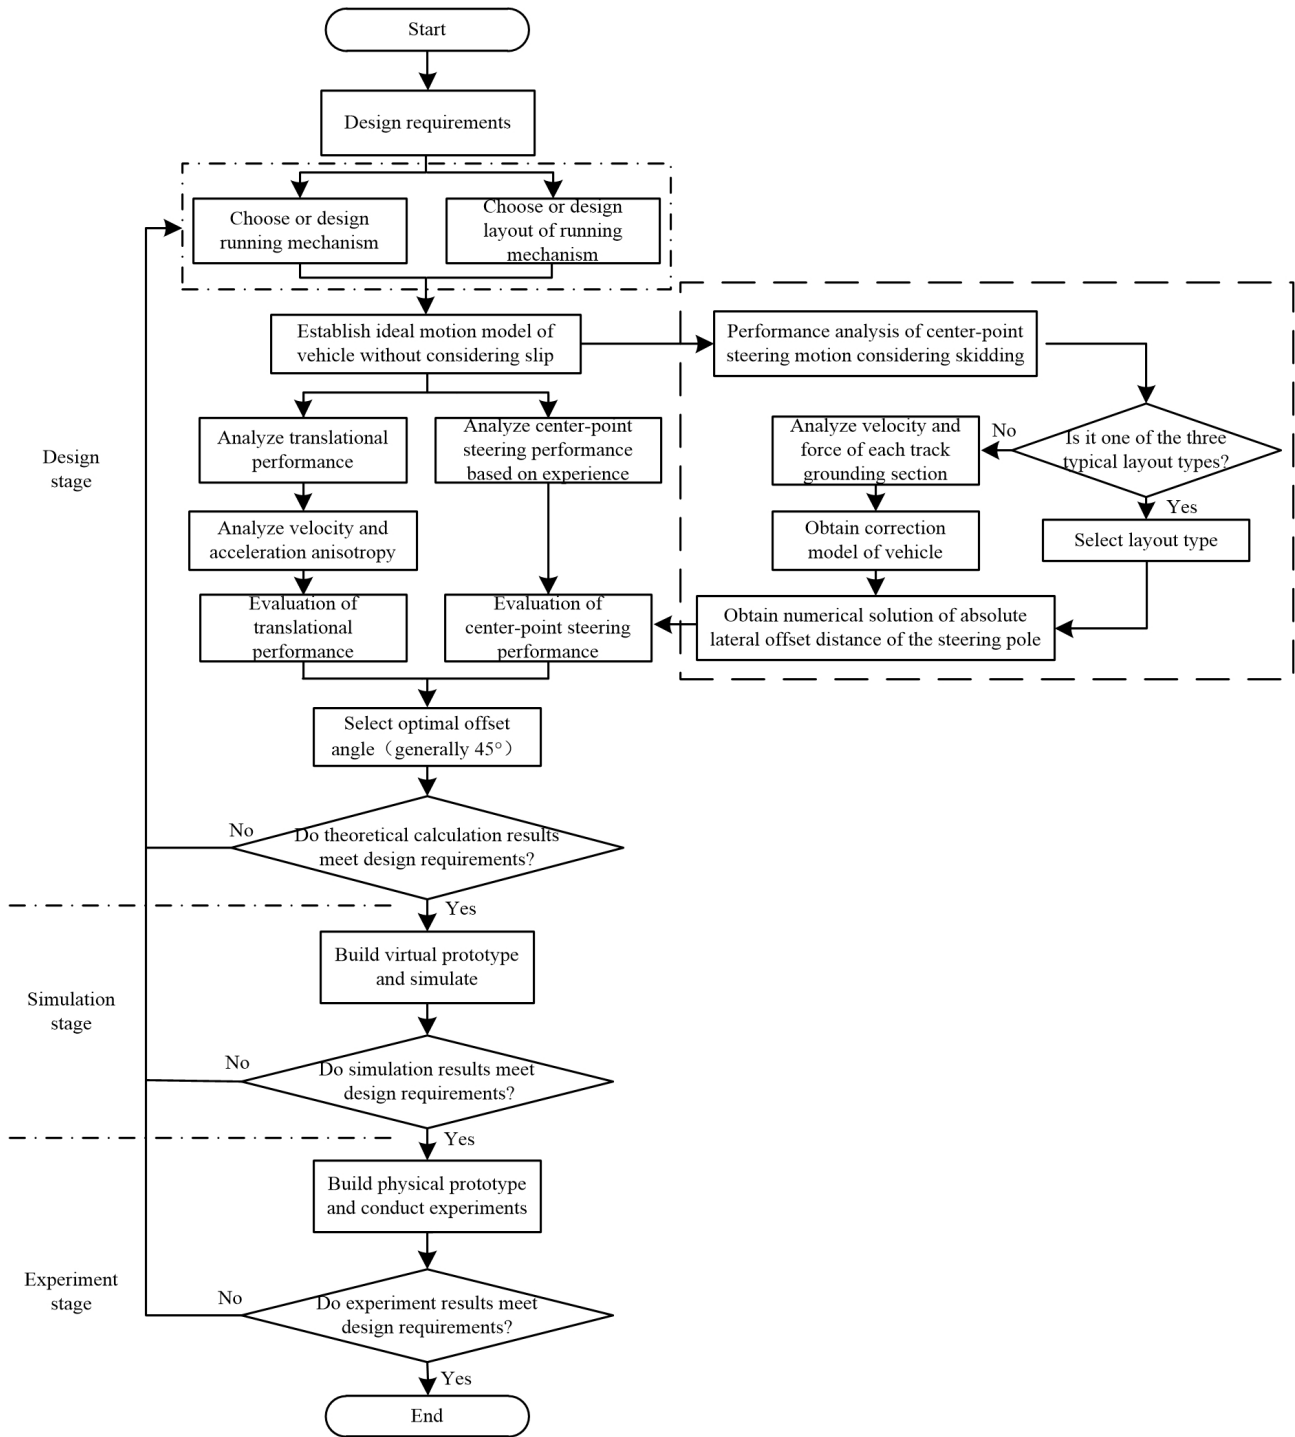 Start
Design requirements
Choose or design
running mechanism
Choose or design
layout of running
mechanism
Establish ideal motion model of
vehicle without considering slip
Performance analysis of center-point
steering motion considering skidding
Is it one of the three
typical layout types?
No
Yes
Analyze velocity and
force of each track
grounding section
Obtain correction
model of vehicle
Select layout type
Obtain numerical solution of absolute
lateral offset distance of the steering pole
Analyze translational
performance
Analyze center-point
steering performance
based on experience
Design
stage
Analyze velocity and
acceleration anisotropy
Evaluation of
translational
performance
Evaluation of
center-point steering
performance
Select optimal offset
angle（generally 45°）
No
Do theoretical calculation results
meet design requirements?
Yes
Build virtual prototype
and simulate
Simulation
stage
No
Do simulation results meet
design requirements?
Yes
Build physical prototype
and conduct experiments
Experiment
stage
No
Do experiment results meet
design requirements?
Yes
End